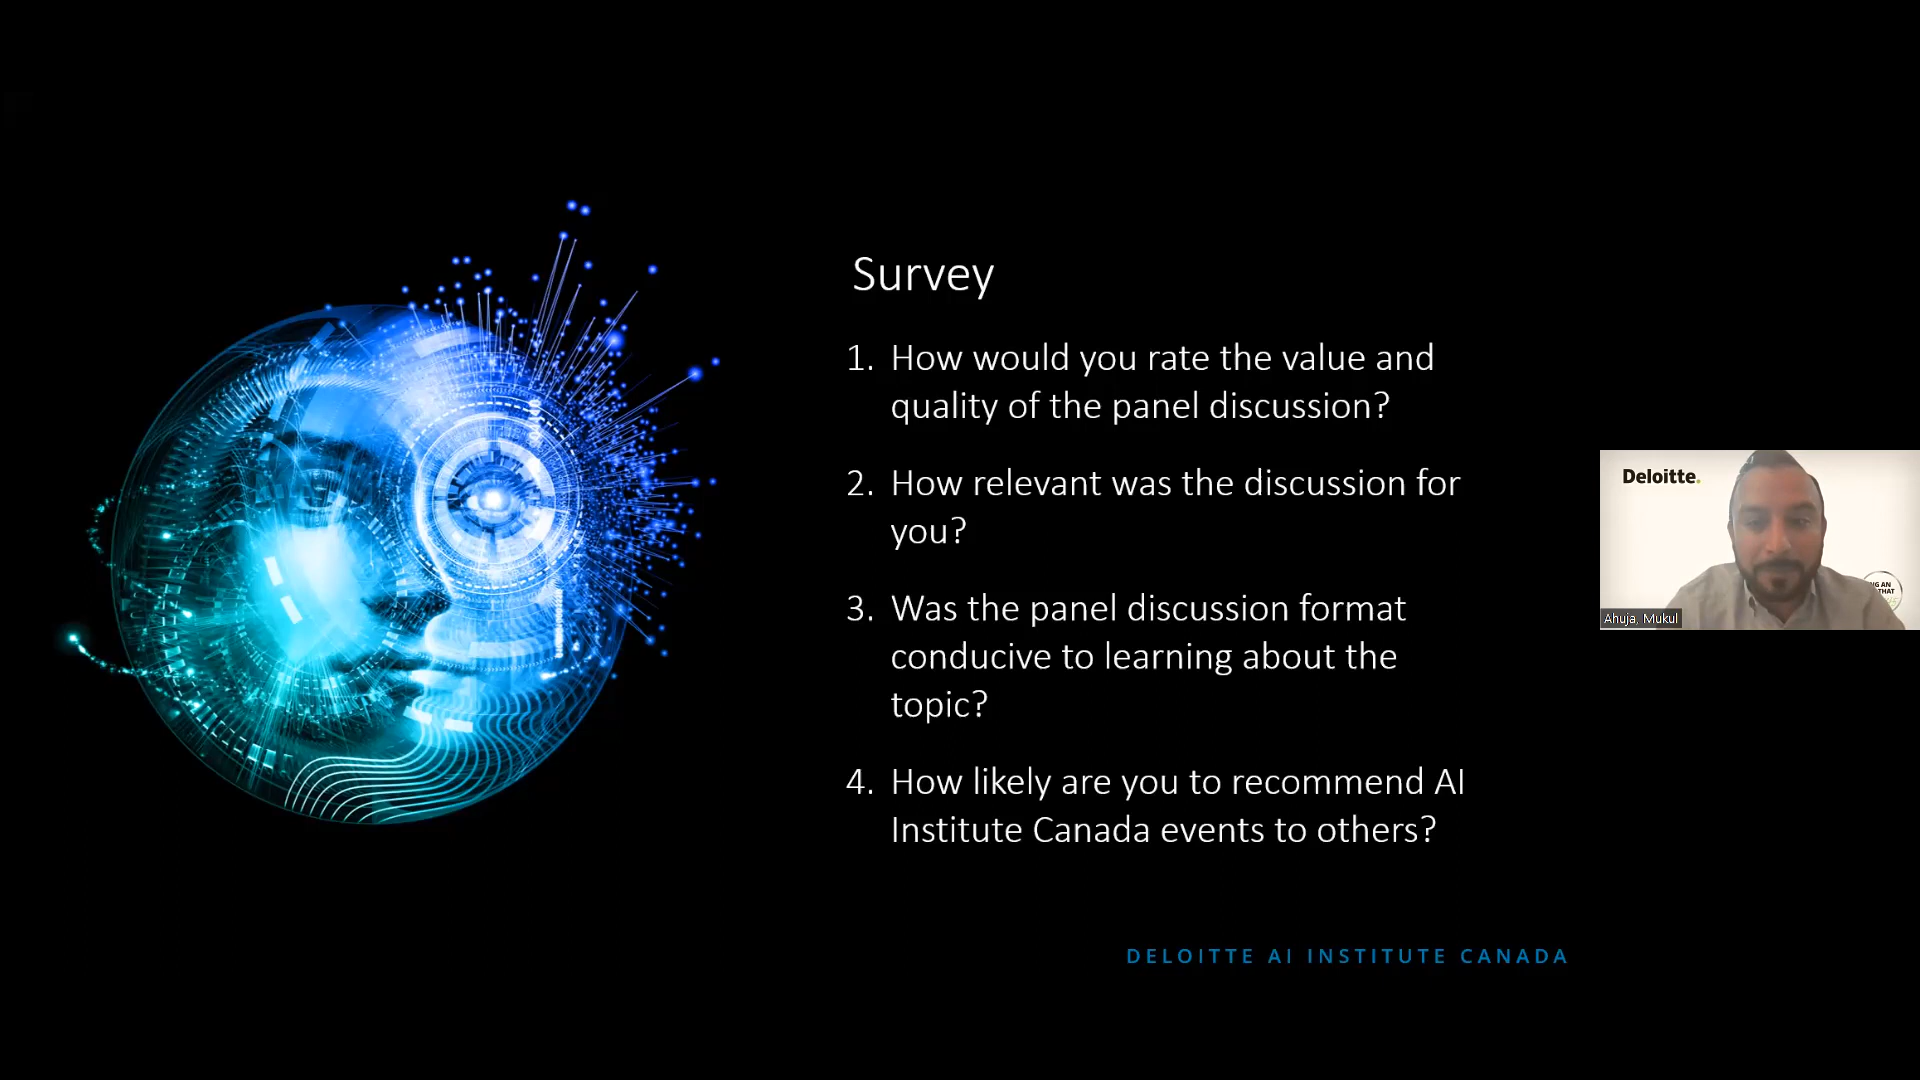 Survey
1. How would you rate the value and
quality of the panel discussion?
2. How relevant was the discussion for
you?
3. Was the panel discussion format
conducive to learning about the
topic?
4. How likely are you to recommend AI
Institute Canada events to others?
Deloitte.
AN
THAT
Ahuja, Mukul
DELOITTE AI INSTITUTE CANADA